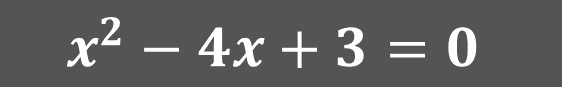 x² − 4x + 3 = 0